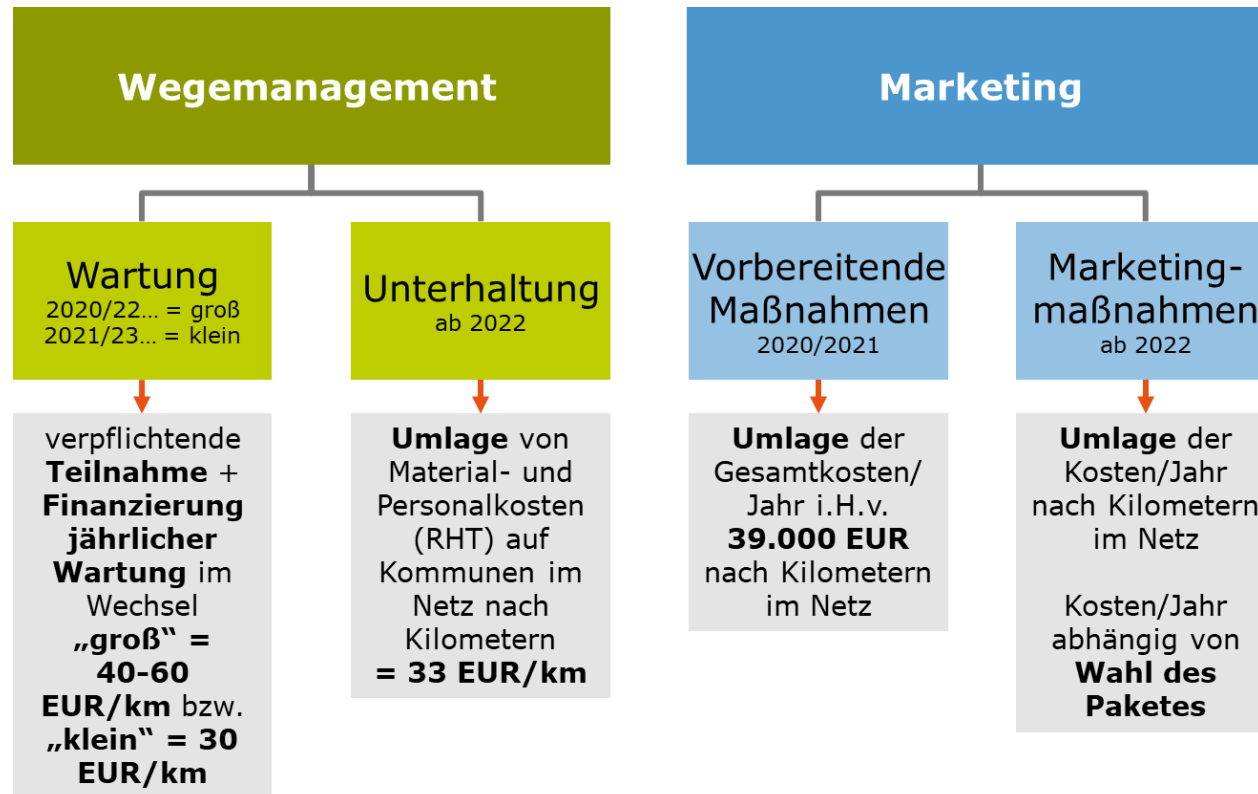 Wegemanagement
Wartung
2020/22... = groß
2021/23... = klein
verpflichtende
Teilnahme +
Finanzierung
jährlicher
Wartung im
Wechsel
„groß“ =
40-60
EUR/km bzw.
„klein“ = 30
EUR/km
Unterhaltung
ab 2022
Umlage von
Material- und
Personalkosten
(RHT) auf
Kommunen im
Netz nach
Kilometern
= 33 EUR/km
Marketing
Vorbereitende
Maßnahmen
2020/2021
Umlage der
Gesamtkosten/
Jahr i.H.v.
39.000 EUR
nach Kilometern
im Netz
Marketing-
maßnahmen
ab 2022
Umlage der
Kosten/Jahr
nach Kilometern
im Netz
Kosten/Jahr
abhängig von
Wahl des
Paketes